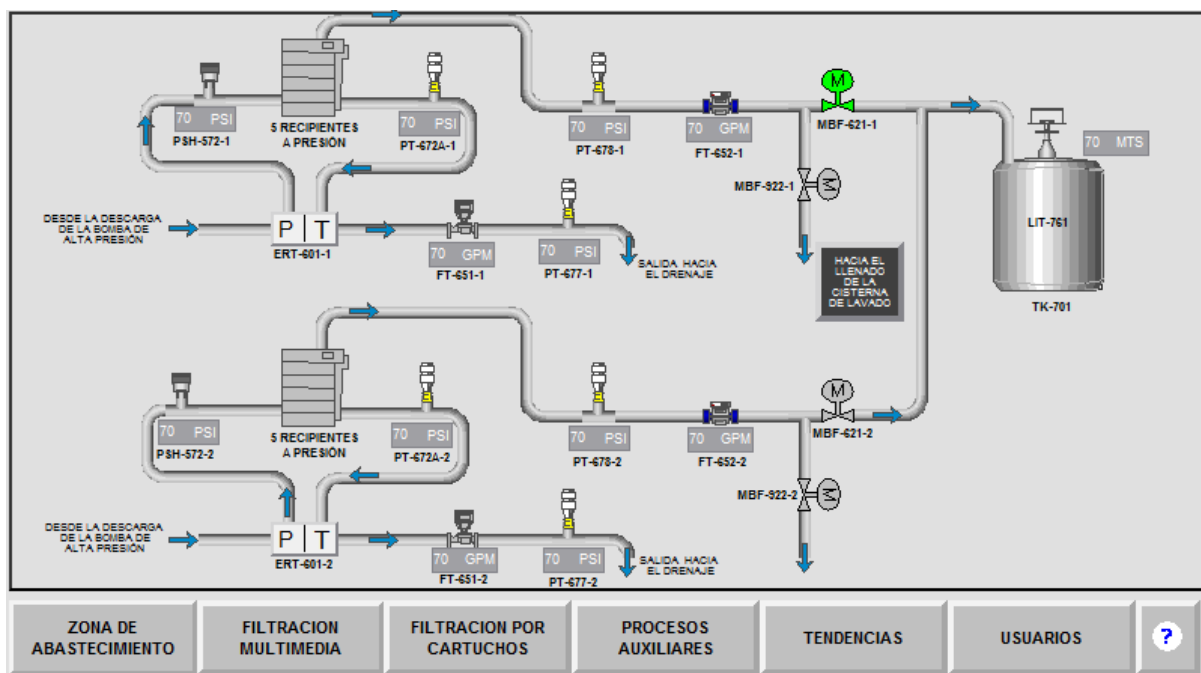 70 PSI
PSH-572-1
5 RECIPIENTES
A PRESIÓN
70 PSI
PT-672A-1
70 PSI
PT-678-1
70 GPM
FT-652-1
M
MBF-621-1
70 MTS
MBF-922-1
M
LIT-761
TK-701
DESDE LA DESCARGA
DE LA BOMBA DE
ALTA PRESIÓN
P T
ERT-601-1
70 GPM
FT-651-1
70 PSI
PT-677-1
SALIDA HACIA
EL DRENAJE
HACIA EL
LLENADO
DE LA
CISTERNA
DE LAVADO
70 PSI
PSH-572-2
5 RECIPIENTES
A PRESIÓN
70 PSI
PT-672A-2
70 PSI
PT-678-2
70 GPM
FT-652-2
M
MBF-621-2
MBF-922-2
M
DESDE LA DESCARGA
DE LA BOMBA DE
ALTA PRESIÓN
P T
ERT-601-2
70 GPM
FT-651-2
70 PSI
PT-677-2
SALIDA HACIA
EL DRENAJE
ZONA DE
ABASTECIMIENTO
FILTRACION
MULTIMEDIA
FILTRACION POR
CARTUCHOS
PROCESOS
AUXILIARES
TENDENCIAS
USUARIOS
?